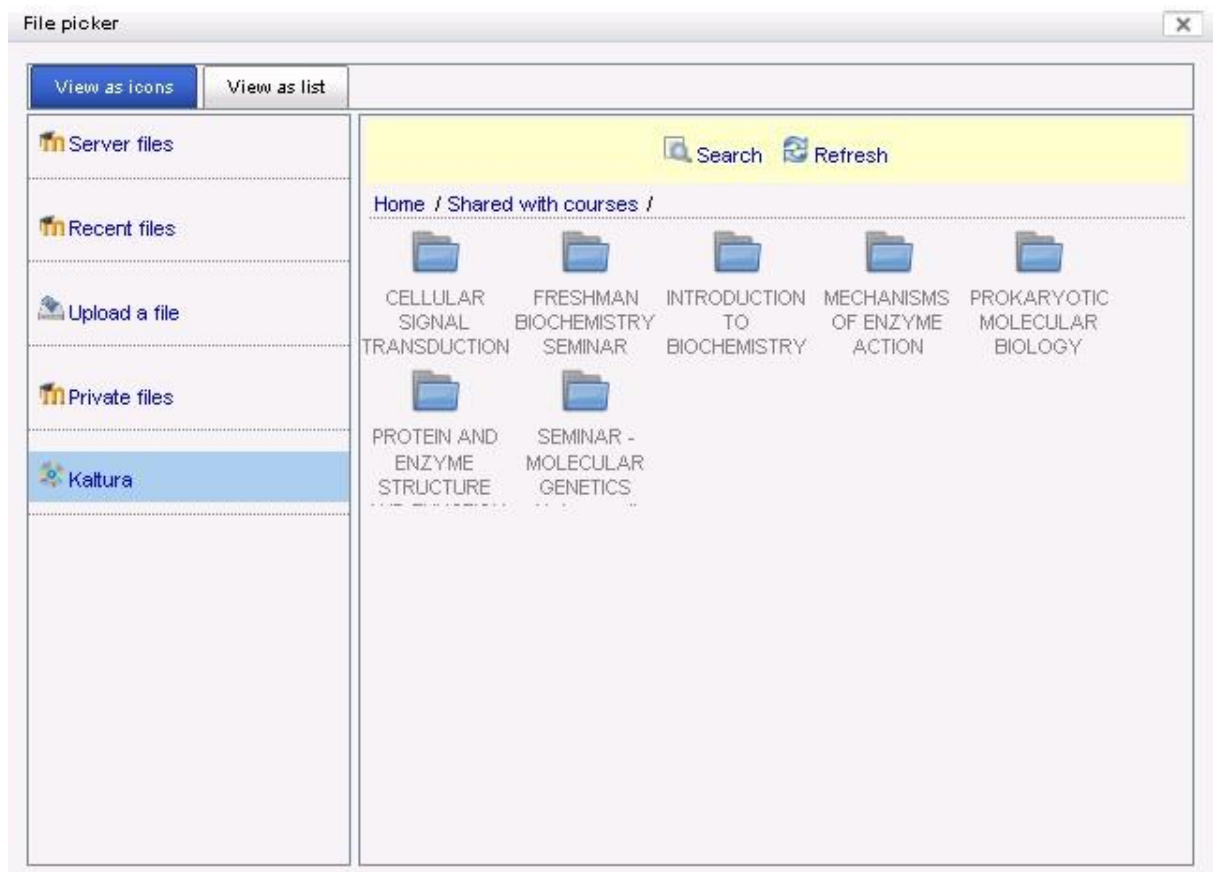 File picker
View as icons View as list
Server files
Recent files
Upload a file
Private files
Kaltura
Search Refresh
Home / Shared with courses /
CELLULAR SIGNAL TRANSDUCTION
FRESHMAN BIOCHEMISTRY SEMINAR
INTRODUCTION TO BIOCHEMISTRY
MECHANISMS OF ENZYME ACTION
PROKARYOTIC MOLECULAR BIOLOGY
PROTEIN AND ENZYME STRUCTURE
SEMINAR - MOLECULAR GENETICS